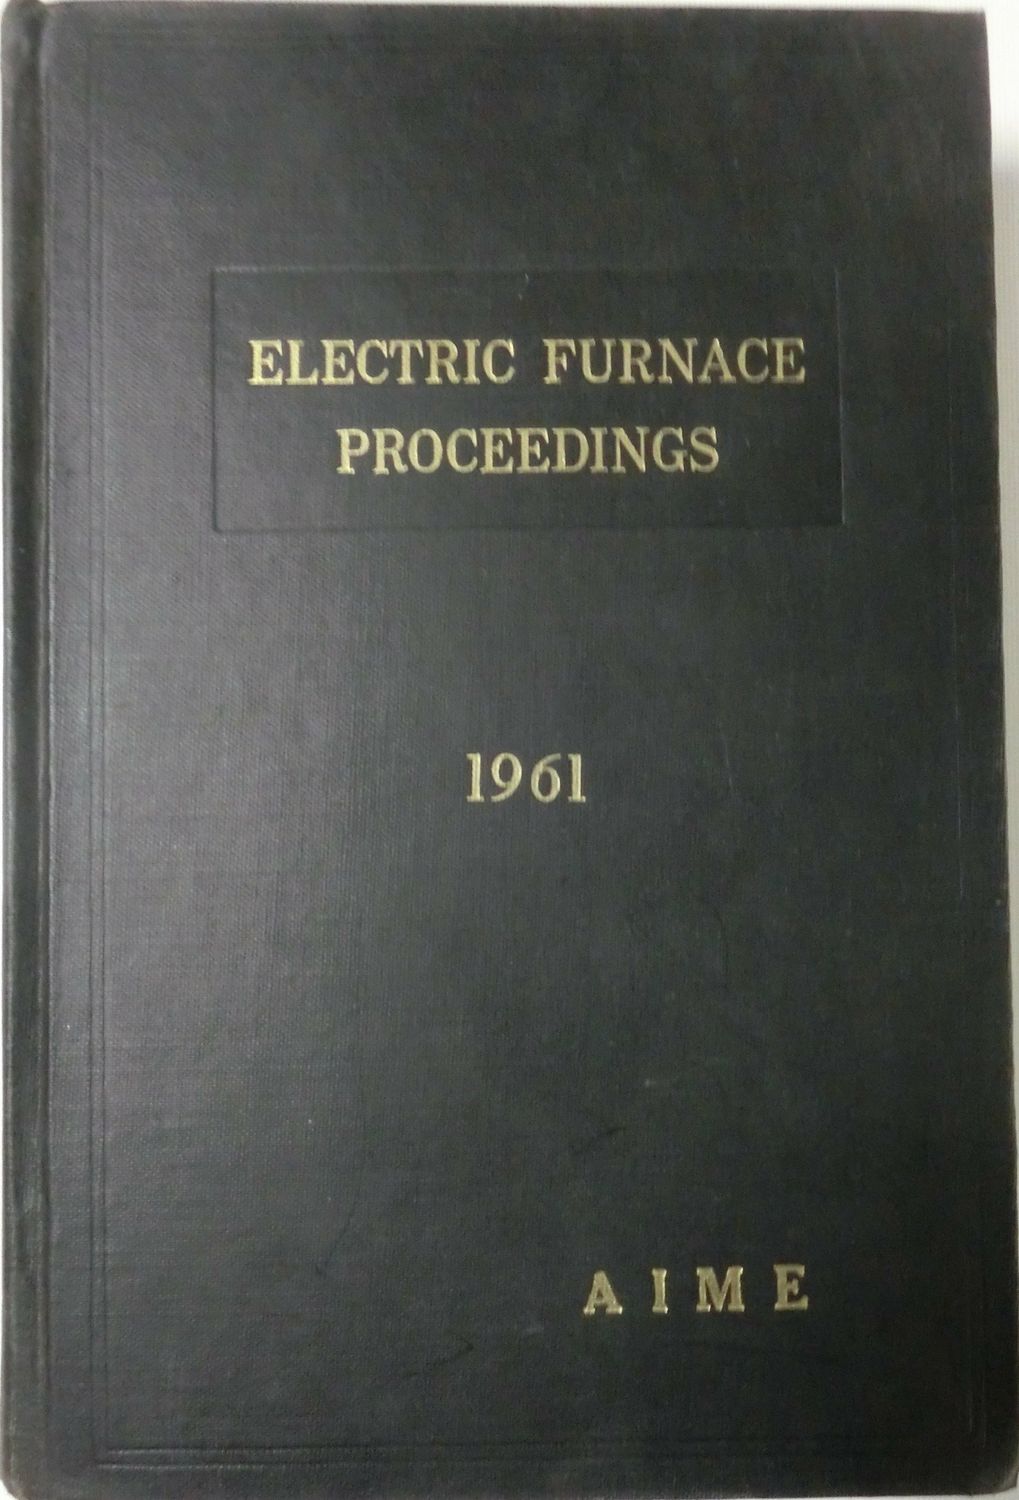 ELECTRIC FURNACE
PROCEEDINGS
1961
AIME